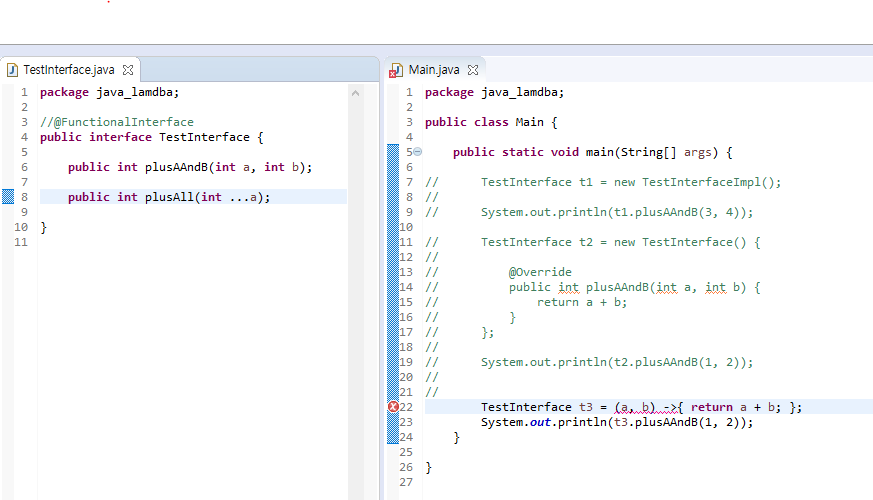 TestInterface.java
1 package java_lamdba;
2
3 //@FunctionalInterface
4 public interface TestInterface {
5
6 public int plusAAndB(int a, int b);
7
8 public int plusAll(int ...a);
9
10 }
11
Main.java
1 package java_lamdba;
2
3 public class Main {
4
5 public static void main(String[] args) {
6
7 // TestInterface t1 = new TestInterfaceImpl();
8 //
9 // System.out.println(t1.plusAAndB(3, 4));
10
11 // TestInterface t2 = new TestInterface() {
12 //
13 // @Override
14 // public int plusAAndB(int a, int b) {
15 // return a + b;
16 // }
17 // };
18 //
19 // System.out.println(t2.plusAAndB(1, 2));
20 //
21 //
22 TestInterface t3 = (a, b) ->{ return a + b; };
23 System.out.println(t3.plusAAndB(1, 2));
24 }
25
26 }
27